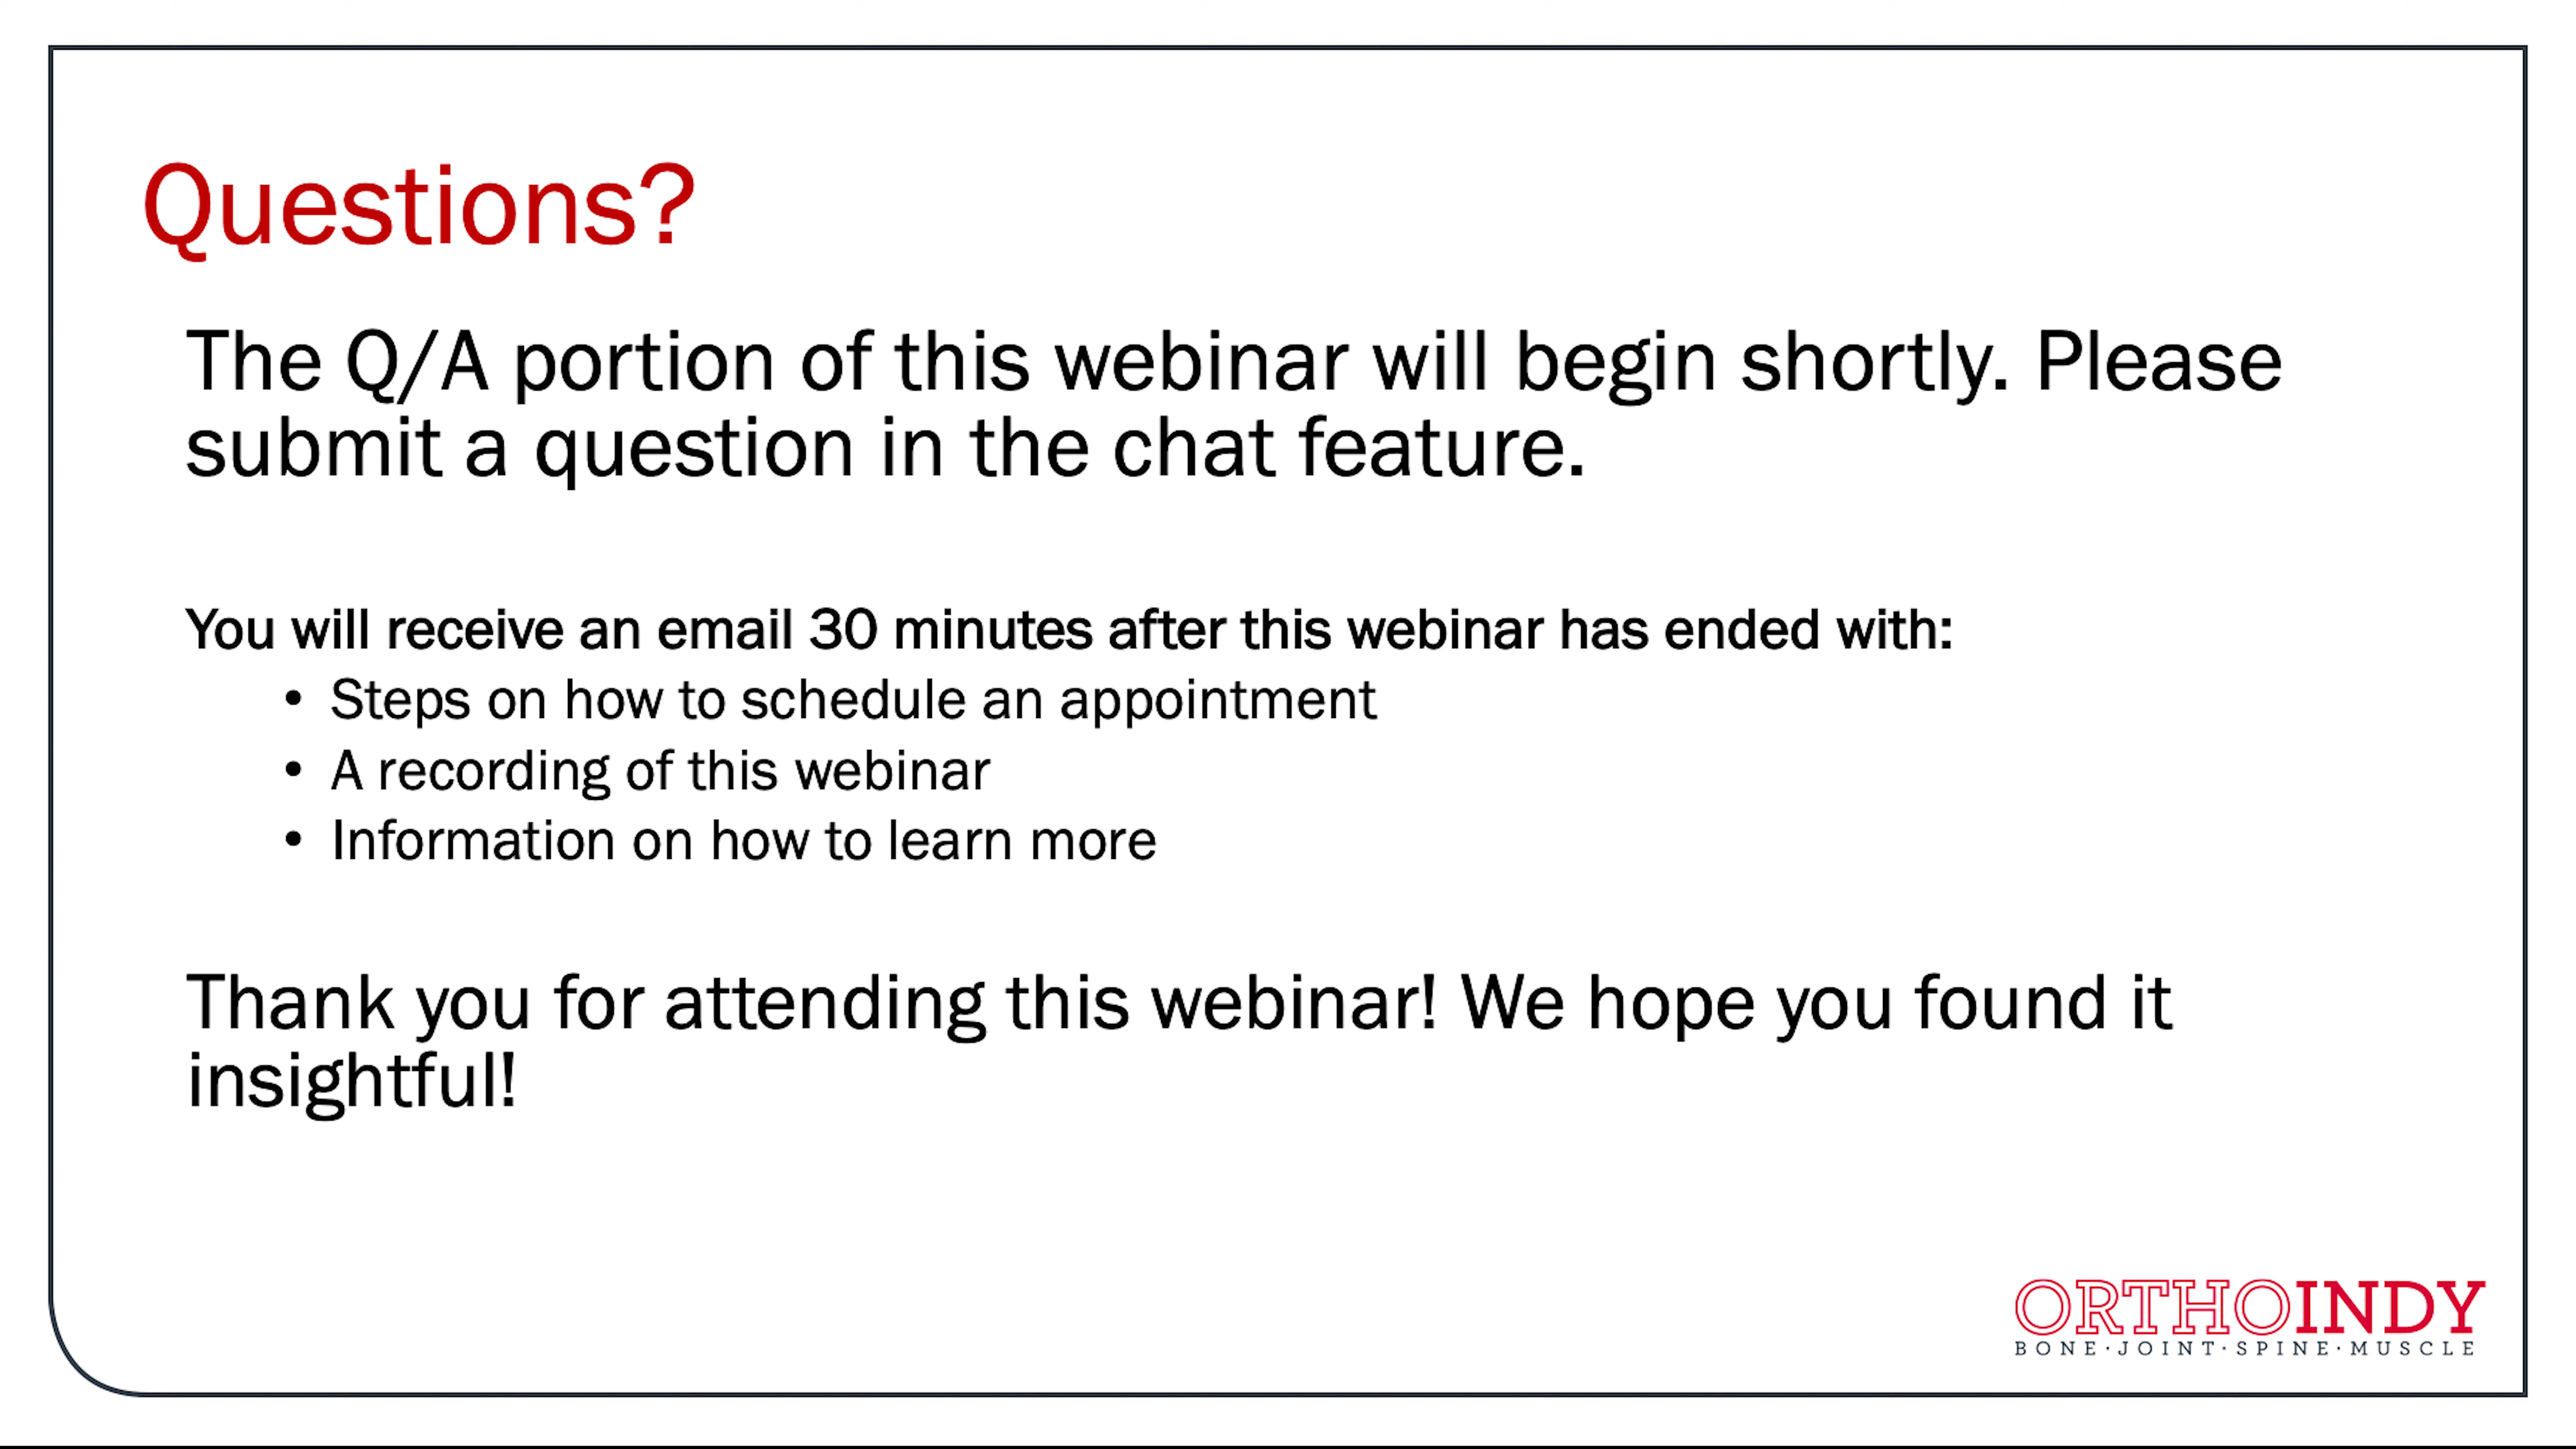 Questions?
The Q/A portion of this webinar will begin shortly. Please
submit a question in the chat feature.
You will receive an email 30 minutes after this webinar has ended with:
• Steps on how to schedule an appointment
• A recording of this webinar
• Information on how to learn more
Thank you for attending this webinar! We hope you found it
insightful!
ORTHOINDY
BONE·JOINT·SPINE·MUSCLE